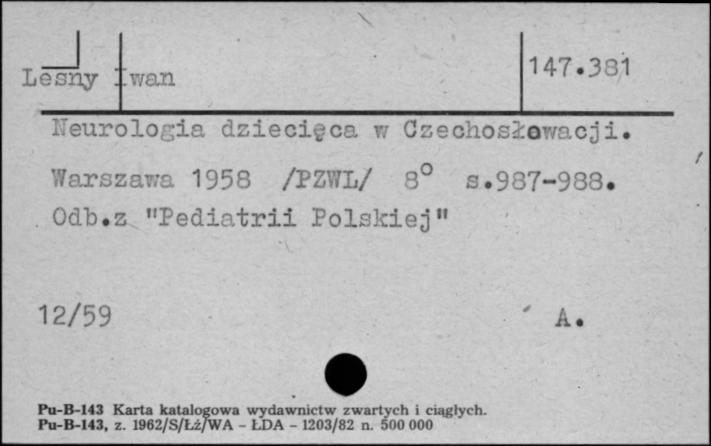 Lesny Iwan 147.381
Neurologia dziecięca w Czechosłowacji.
Warszawa 1958 /PZWL/ 8° s.987-988.
Odb.z "Pediatrii Polskiej"
12/59 A.
Pu-B-143 Karta katalogowa wydawnictw zwartych i ciągłych.
Pu-B-143, z. 1962/S/Łż/WA - ŁDA - 1203/82 n. 500 000